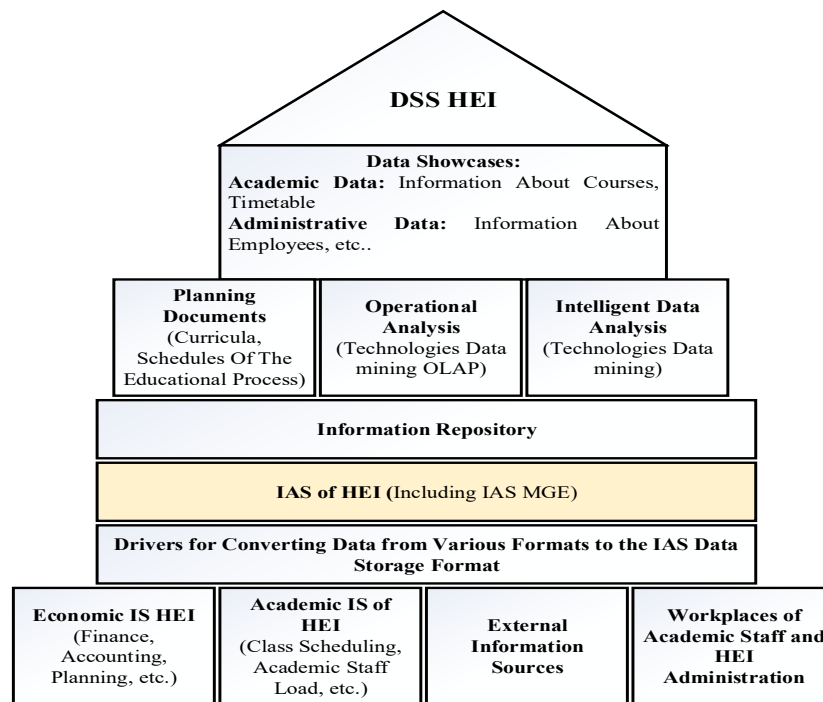 DSS HEI
Data Showcases:
Academic Data: Information About Courses,
Timetable
Administrative Data: Information About
Employees, etc..
Planning
Documents
(Curricula,
Schedules Of The
Educational Process)
Operational
Analysis
(Technologies Data
mining OLAP)
Intelligent Data
Analysis
(Technologies Data
mining)
Information Repository
IAS of HEI (Including IAS MGE)
Drivers for Converting Data from Various Formats to the IAS Data
Storage Format
Economic IS HEI
(Finance,
Accounting,
Planning, etc.)
Academic IS of
HEI
(Class Scheduling,
Academic Staff
Load, etc.)
External
Information
Sources
Workplaces of
Academic Staff and
HEI
Administration